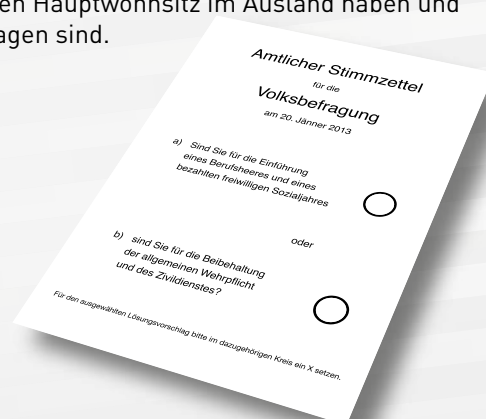 en Hauptwohnsitz im Ausland haben und
agen sind.
Amtlicher Stimmzettel
für die
Volksbefragung
am 20. Jänner 2013
a) Sind Sie für die Einführung
eines Berufsheeres und eines
bezahlten freiwilligen Sozialjahres
oder
b) sind Sie für die Beibehaltung
der allgemeinen Wehrpflicht
und des Zivildienstes?
Für den ausgewählten Lösungsvorschlag bitte im dazugehörigen Kreis ein X setzen.